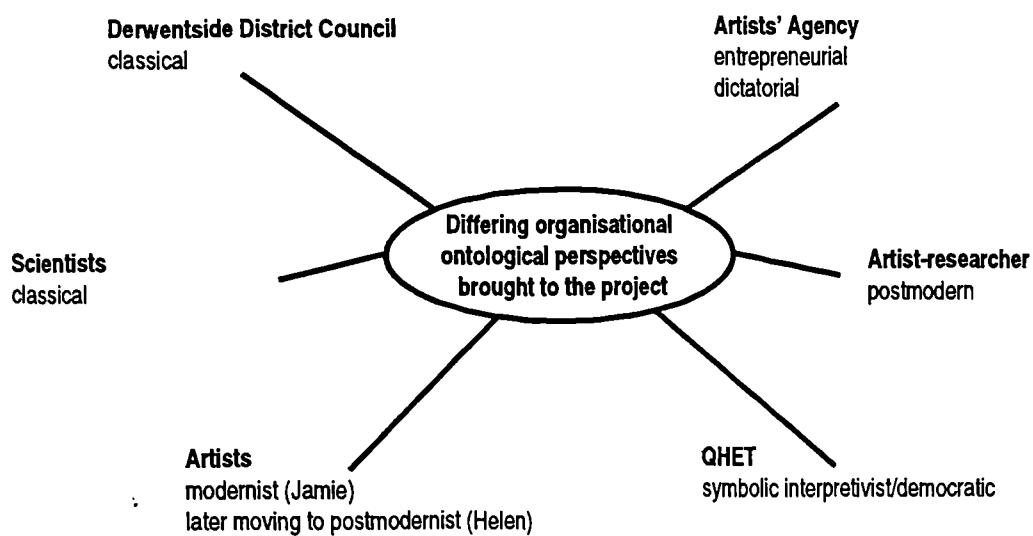 Derwentside District Council
classical
Artists' Agency
entrepreneurial
dictatorial
Differing organisational
ontological perspectives
brought to the project
Scientists
classical
Artist-researcher
postmodern
Artists
modernist (Jamie)
later moving to postmodernist (Helen)
QHET
symbolic interpretivist/democratic